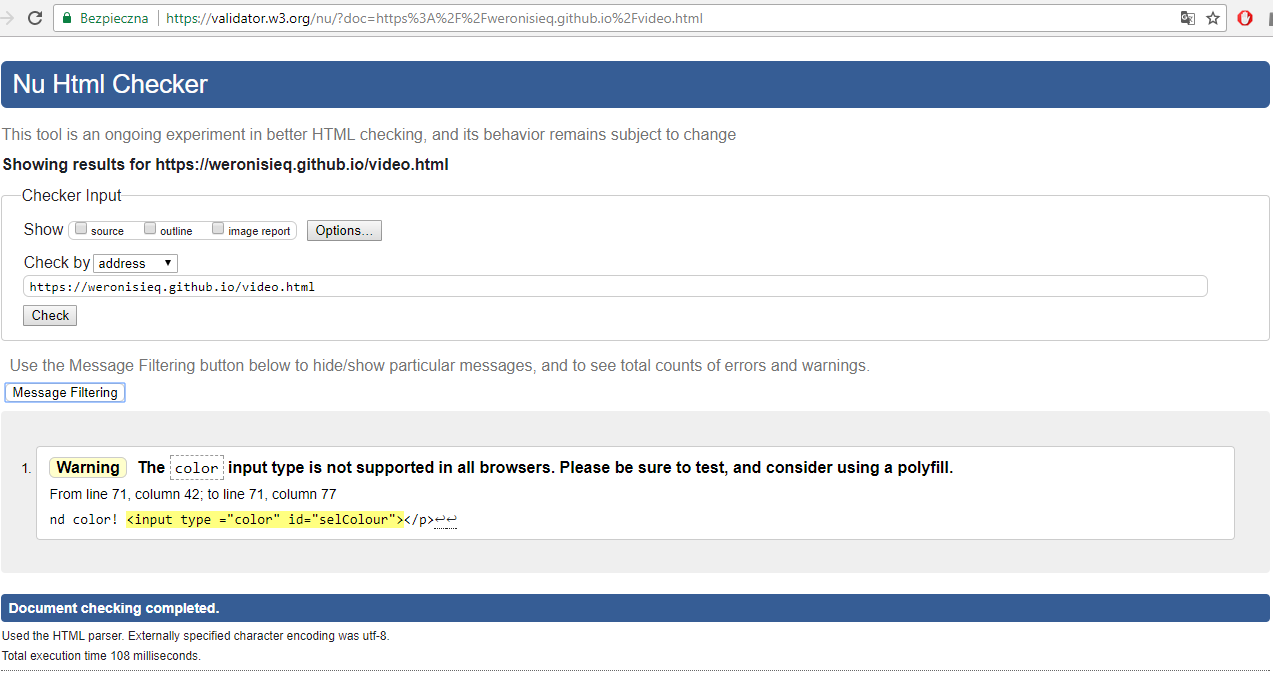 Bezpieczna https://validator.w3.org/nu/?doc=https%3A%2F%2Fweronisieq.github.io%2Fvideo.html
Nu Html Checker
This tool is an ongoing experiment in better HTML checking, and its behavior remains subject to change
Showing results for https://weronisieq.github.io/video.html
Checker Input
Show source outline image report Options...
Check by address
https://weronisieq.github.io/video.html
Check
Use the Message Filtering button below to hide/show particular messages, and to see total counts of errors and warnings.
Message Filtering
1. Warning The color input type is not supported in all browsers. Please be sure to test, and consider using a polyfill.
From line 71, column 42; to line 71, column 77
nd color! <input type ="color" id="selColour"></p>↩↩
Document checking completed.
Used the HTML parser. Externally specified character encoding was utf-8.
Total execution time 108 milliseconds.